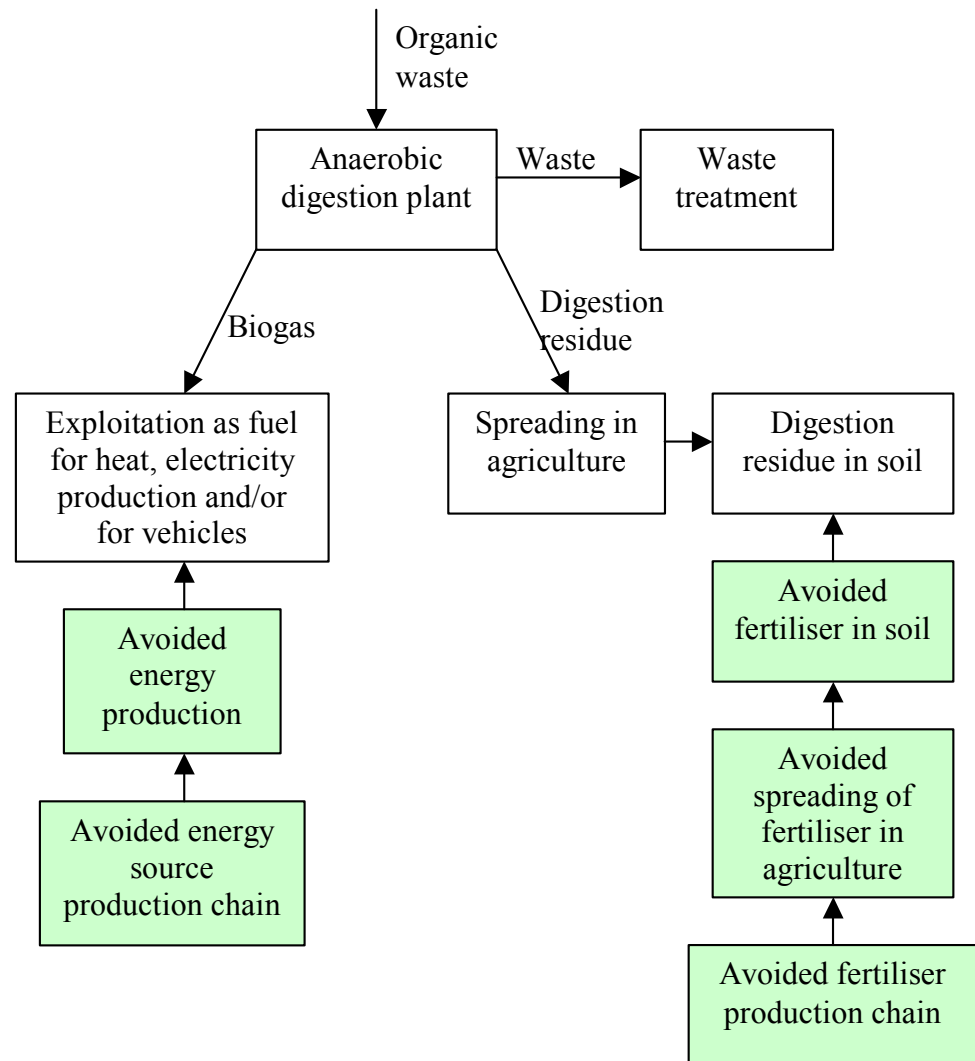 Organic
waste
Anaerobic
digestion plant
Waste
Waste
treatment
Biogas
Digestion
residue
Exploitation as fuel
for heat, electricity
production and/or
for vehicles
Spreading in
agriculture
Digestion
residue in soil
Avoided
energy
production
Avoided
fertiliser in soil
Avoided energy
source
production chain
Avoided
spreading of
fertiliser in
agriculture
Avoided fertiliser
production chain